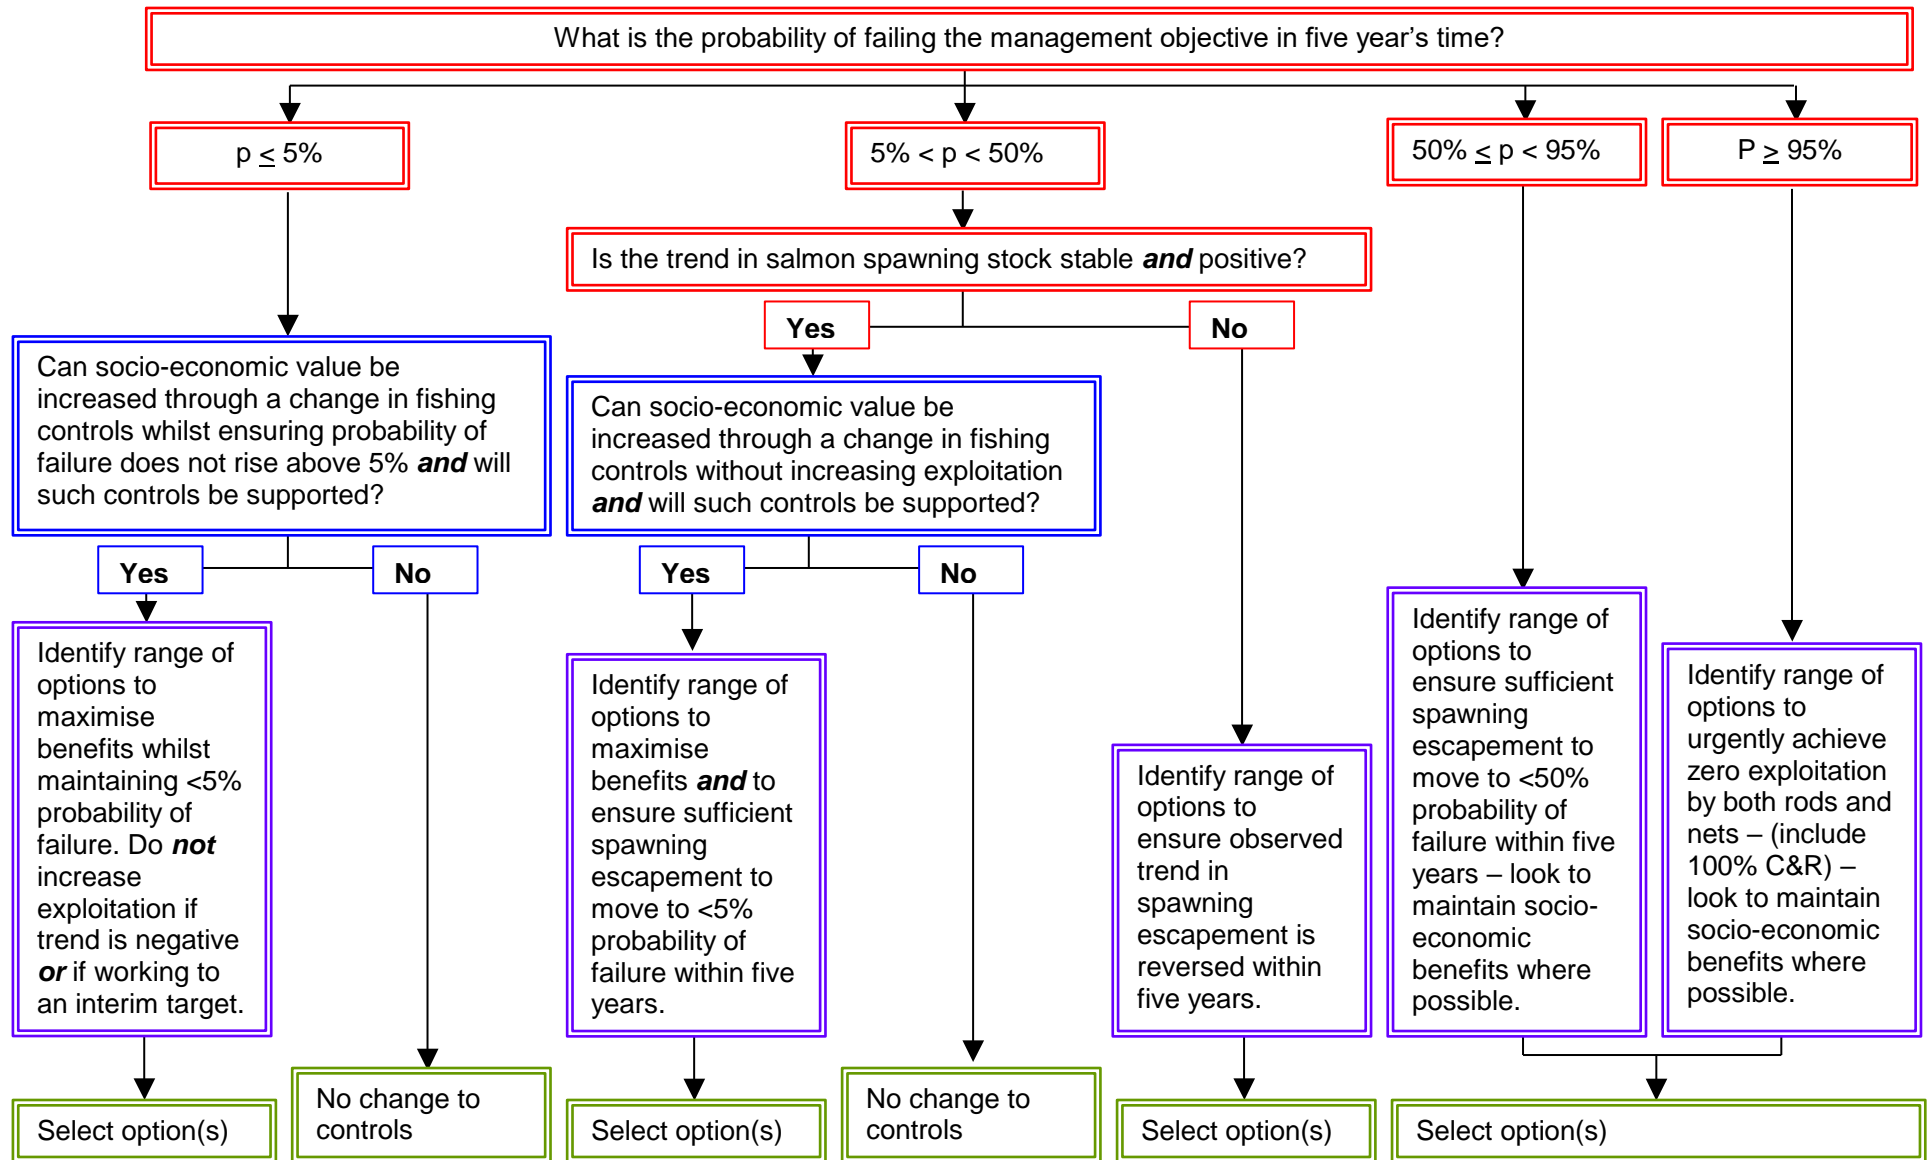 What is the probability of failing the management objective in five year's time?
p ≤ 5%
5% < p < 50%
50% ≤ p < 95%
P ≥ 95%
Is the trend in salmon spawning stock stable and positive?
Yes
No
Can socio-economic value be
increased through a change in fishing
controls whilst ensuring probability of
failure does not rise above 5% and will
such controls be supported?
Can socio-economic value be
increased through a change in fishing
controls without increasing exploitation
and will such controls be supported?
Yes
No
Yes
No
Identify range of
options to
maximise
benefits whilst
maintaining <5%
probability of
failure. Do not
increase
exploitation if
trend is negative
or if working to
an interim target.
Identify range of
options to
maximise
benefits and to
ensure sufficient
spawning
escapement to
move to <5%
probability of
failure within five
years.
Identify range of
options to
ensure observed
trend in
spawning
escapement is
reversed within
five years.
Identify range of
options to
ensure sufficient
spawning
escapement to
move to <50%
probability of
failure within five
years – look to
maintain socio-
economic
benefits where
possible.
Identify range of
options to
urgently achieve
zero exploitation
by both rods and
nets – (include
100% C&R) –
look to maintain
socio-economic
benefits where
possible.
Select option(s)
No change to
controls
Select option(s)
No change to
controls
Select option(s)
Select option(s)